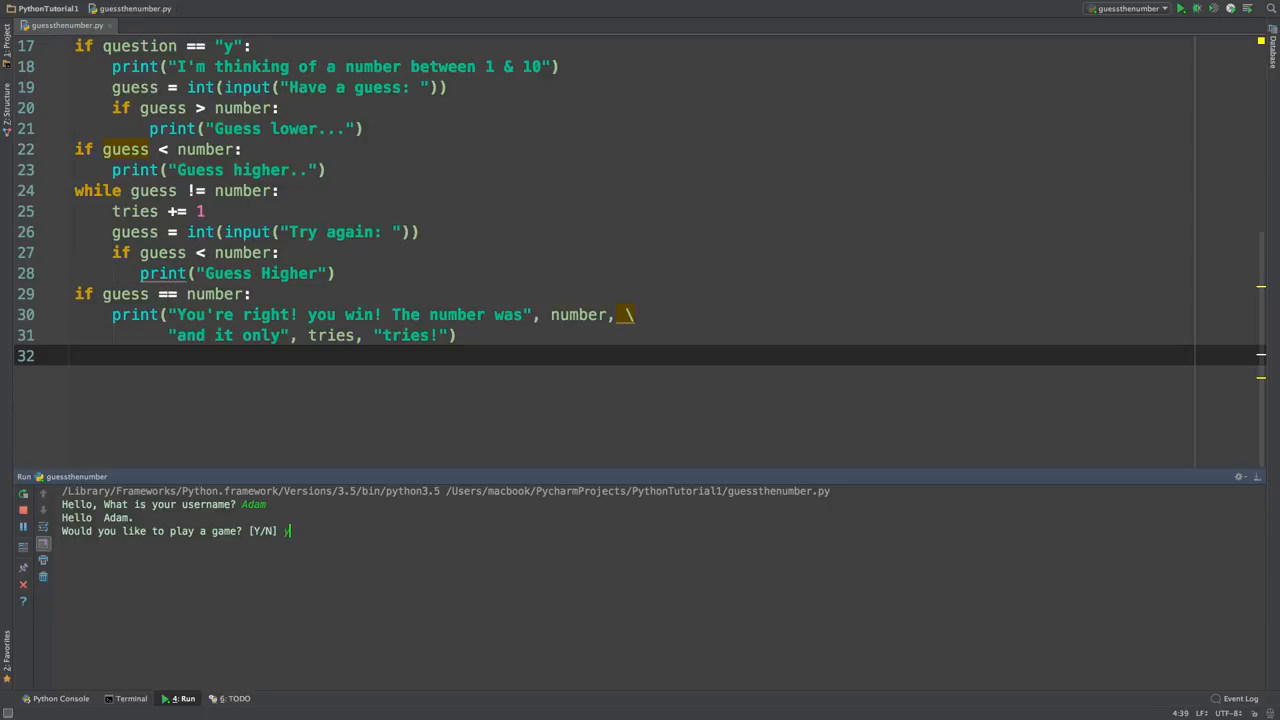 PythonTutorial1 guessthenumber.py guessthenumber
guessthenumber.py
1: Project
Z: Structure
2: Favorites
Database
17 if question == "y":
18 print("I'm thinking of a number between 1 & 10")
19 guess = int(input("Have a guess: "))
20 if guess > number:
21 print("Guess lower...")
22 if guess < number:
23 print("Guess higher..")
24 while guess != number:
25 tries += 1
26 guess = int(input("Try again: "))
27 if guess < number:
28 print("Guess Higher")
29 if guess == number:
30 print("You're right! you win! The number was", number, \
31 "and it only", tries, "tries!")
32
Run guessthenumber
/Library/Frameworks/Python.framework/Versions/3.5/bin/python3.5 /Users/macbook/PycharmProjects/PythonTutorial1/guessthenumber.py
Hello, What is your username? Adam
Hello  Adam.
Would you like to play a game? [Y/N] y
Python Console Terminal 4: Run 6: TODO Event Log
4:39 LF÷ UTF-8÷